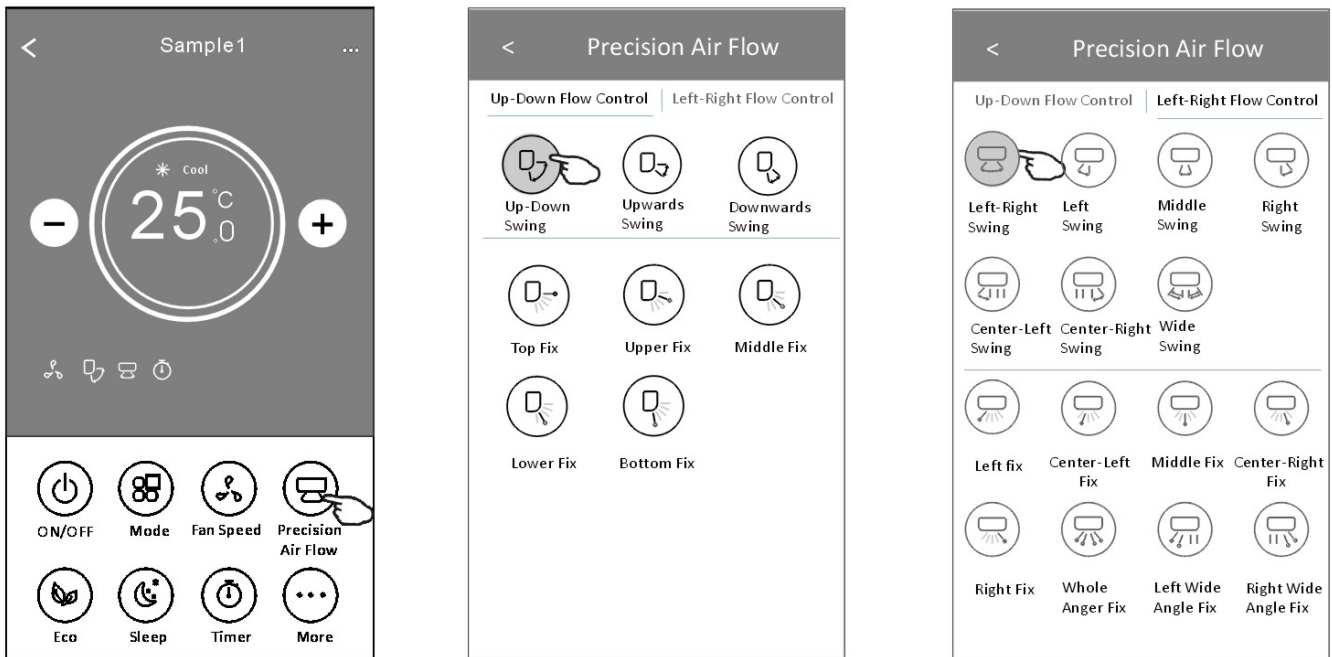 < Sample1 ...
Cool
25.0 °C
− +
ON/OFF Mode Fan Speed Precision
Air Flow
Eco Sleep Timer More
< Precision Air Flow
Up-Down Flow Control Left-Right Flow Control
Up-Down Upwards Downwards
Swing Swing Swing
Top Fix Upper Fix Middle Fix
Lower Fix Bottom Fix
< Precision Air Flow
Up-Down Flow Control Left-Right Flow Control
Left-Right Left Middle Right
Swing Swing Swing Swing
Center-Left Center-Right Wide
Swing Swing Swing
Left fix Center-Left Middle Fix Center-Right
Fix Fix
Right Fix Whole Left Wide Right Wide
Anger Fix Angle Fix Angle Fix